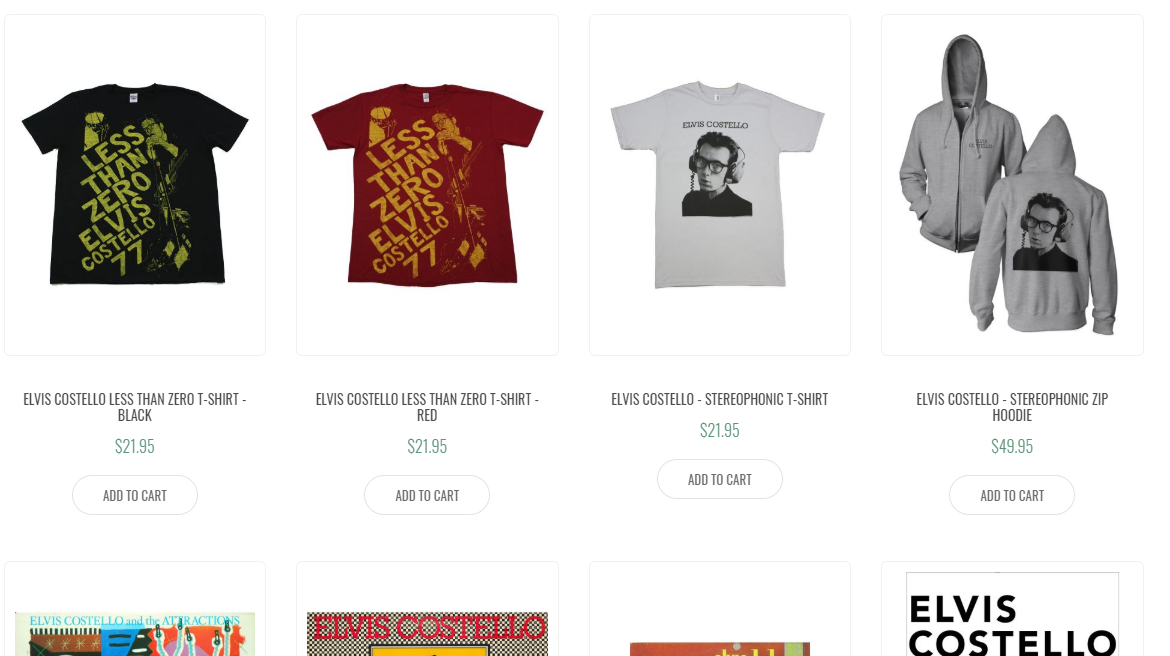 LESS
THAN
ZERO
ELVIS
COSTELLO
77
LESS
THAN
ZERO
ELVIS
COSTELLO
77
ELVIS COSTELLO
ELVIS
COSTELLO
ELVIS COSTELLO LESS THAN ZERO T-SHIRT -
BLACK
$21.95
ADD TO CART
ELVIS COSTELLO LESS THAN ZERO T-SHIRT -
RED
$21.95
ADD TO CART
ELVIS COSTELLO - STEREOPHONIC T-SHIRT
$21.95
ADD TO CART
ELVIS COSTELLO - STEREOPHONIC ZIP
HOODIE
$49.95
ADD TO CART
ELVIS COSTELLO and the ATTRACTIONS
ELVIS COSTELLO
ELVIS
COSTELLO